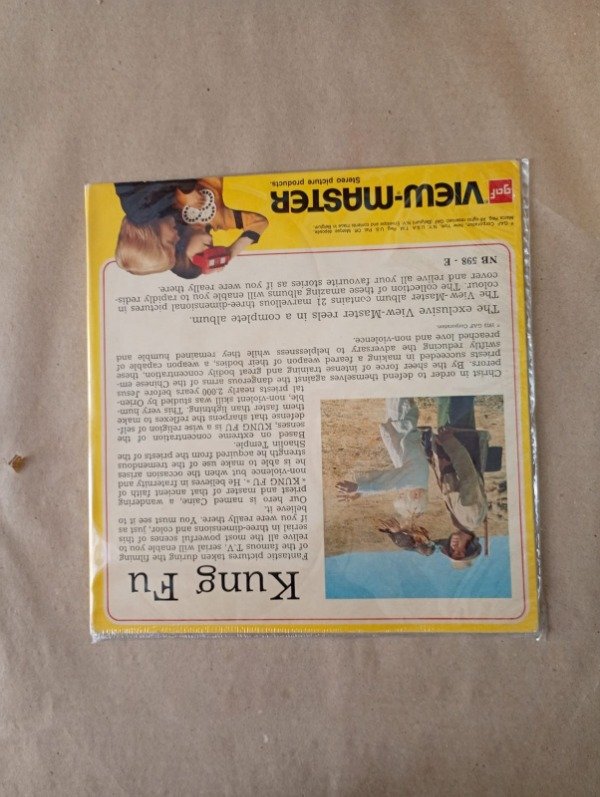 Kung Fu
Fantastic pictures taken during the filming
of the famous T.V. serial will enable you to
relive all the most powerful scenes of this
serial in three-dimensions and color, just as
if you were really there. You must see it to
believe it.
Our hero is named Caine, a wandering
priest and master of that ancient faith of
« KUNG FU ». He believes in fraternity and
non-violence but when the occasion arises
he is able to make use of the tremendous
strength he acquired from the priests of the
Shaolin Temple.
Based on extreme concentration of the
senses, KUNG FU is a wise religion of self-
defense that sharpens the reflexes to make
them faster than lightning. This very hum-
ble, non-violent skill was studied by Orien-
tal priests nearly 2.000 years before Jesus
Christ in order to defend themselves against the dangerous arms of the Chinese em-
perors. By the sheer force of intense training and great bodily concentration, these
priests succeeded in making a feared weapon of their bodies, a weapon capable of
swiftly reducing the adversary to helplessness while they remained humble and
preached love and non-violence.
The exclusive View-Master reels in a complete album.
The View-Master album contains 21 marvellous three-dimensional pictures in
colour. The collection of these amazing albums will enable you to rapidly redis-
cover and relive all your favourite stories as if you were really there.
NB 598 - E
gaf
VIEW-MASTER
Stereo picture products.